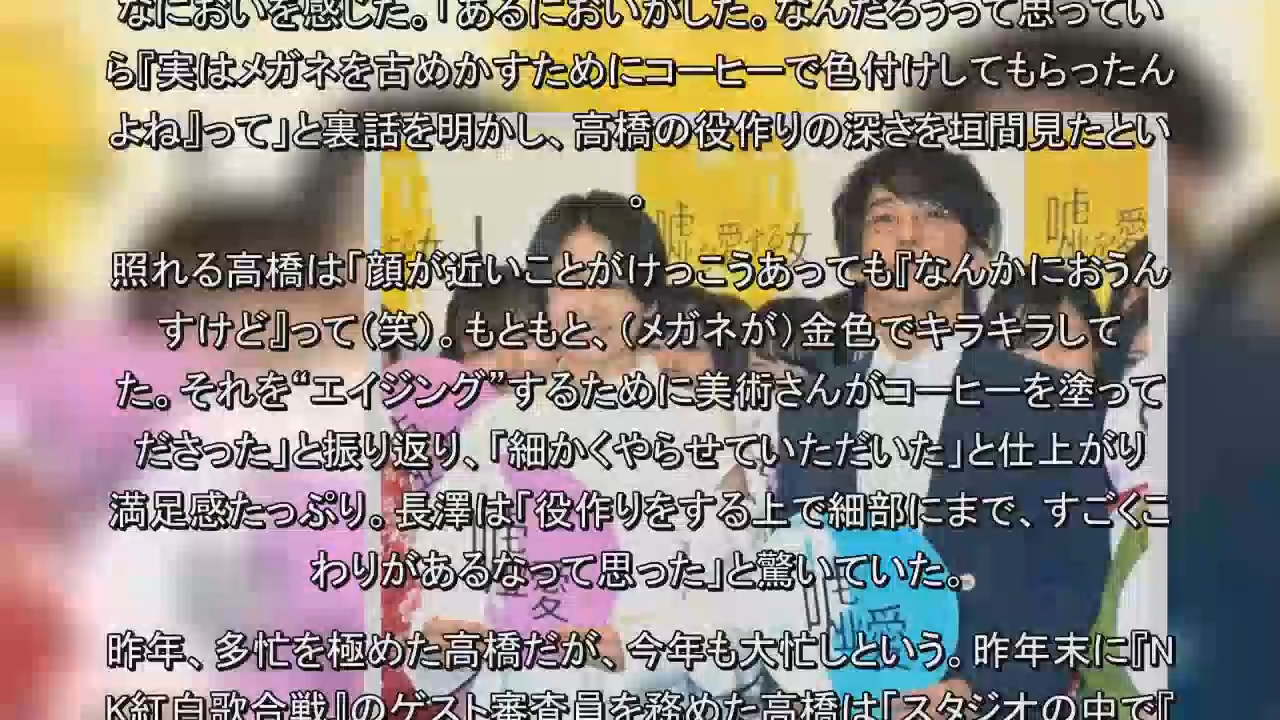 なにおいを感じた。「あるにおいがした。なんだろうって思ってい
ら『実はメガネを古めかすためにコーヒーで色付けしてもらったん
よね』って」と裏話を明かし、高橋の役作りの深さを垣間見たとい
。
照れる高橋は「顔が近いことがけっこうあっても『なんかにおうん
すけど』って（笑）。もともと、（メガネが）金色でキラキラして
た。それを“エイジング”するために美術さんがコーヒーを塗って
ださった」と振り返り、「細かくやらせていただいた」と仕上がり
満足感たっぷり。長澤は「役作りをする上で細部にまで、すごくこ
わりがあるなって思った」と驚いていた。
昨年、多忙を極めた高橋だが、今年も大忙しという。昨年末に『N
K紅白歌合戦』のゲスト審査員を務めた高橋は「スタジオの中で『
嘘を愛する女
嘘を愛
嘘
愛
嘘
愛